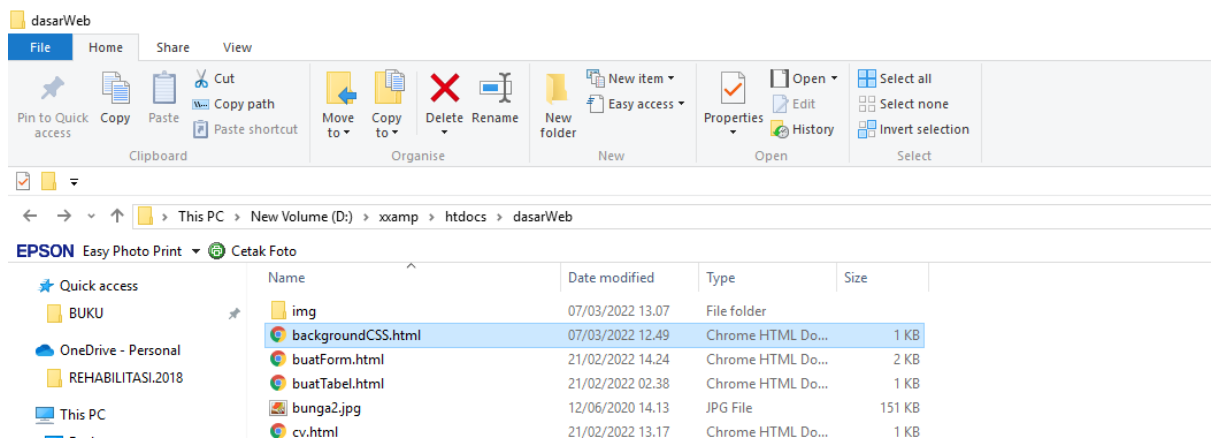 dasarWeb
File Home Share View
Pin to Quick access
Copy
Paste
Cut
Copy path
Paste shortcut
Clipboard
Move to
Copy to
Delete
Rename
Organise
New folder
New item
Easy access
New
Properties
Open
Edit
History
Open
Select all
Select none
Invert selection
Select
This PC > New Volume (D:) > xxamp > htdocs > dasarWeb
EPSON Easy Photo Print Cetak Foto
Quick access
BUKU
OneDrive - Personal
REHABILITASI.2018
This PC
Name Date modified Type Size
img 07/03/2022 13.07 File folder
backgroundCSS.html 07/03/2022 12.49 Chrome HTML Do... 1 KB
buatForm.html 21/02/2022 14.24 Chrome HTML Do... 2 KB
buatTabel.html 21/02/2022 02.38 Chrome HTML Do... 1 KB
bunga2.jpg 12/06/2020 14.13 JPG File 151 KB
cv.html 21/02/2022 13.17 Chrome HTML Do... 1 KB